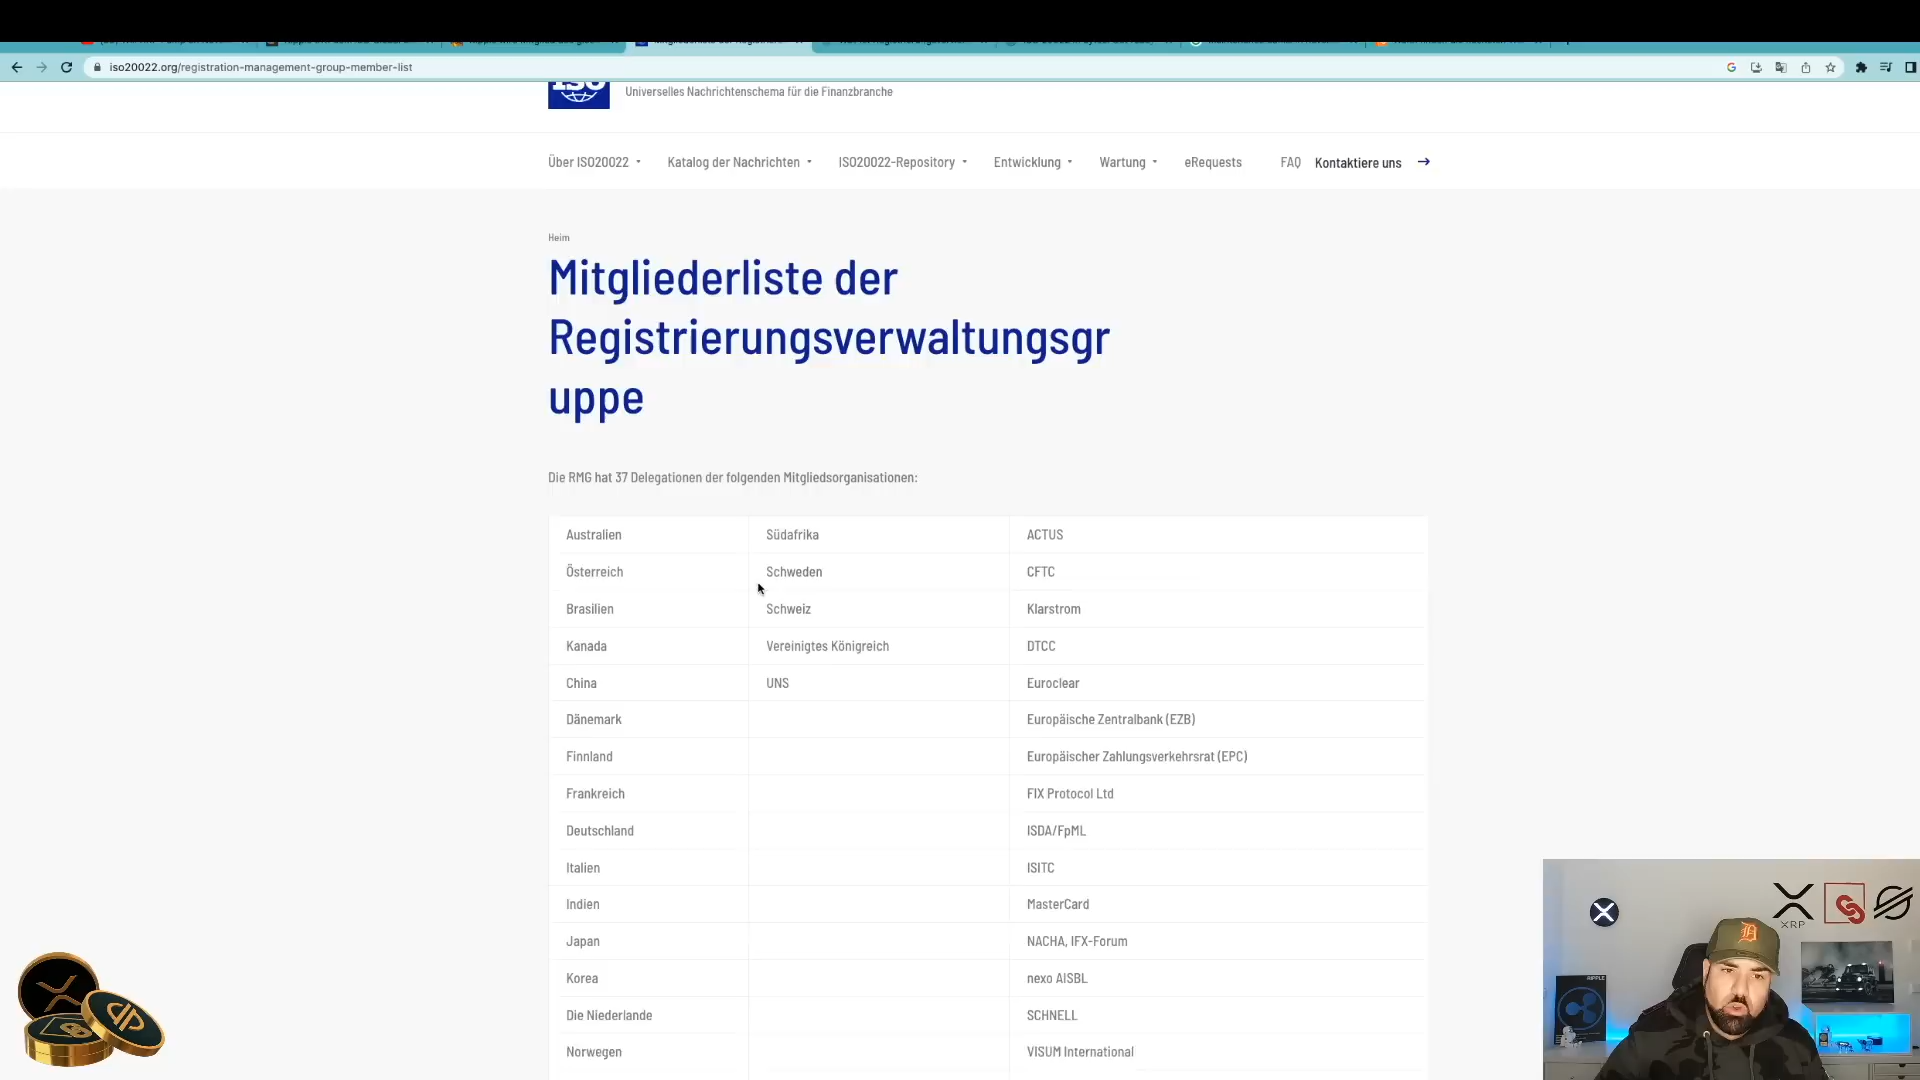 iso20022.org/registration-management-group-member-list
ISO
Universelles Nachrichtenschema für die Finanzbranche
Über ISO20022 Katalog der Nachrichten ISO20022-Repository Entwicklung Wartung eRequests FAQ Kontaktiere uns
Heim
Mitgliederliste der
Registrierungsverwaltungsgr
uppe
Die RMG hat 37 Delegationen der folgenden Mitgliedsorganisationen:
Australien Südafrika ACTUS
Österreich Schweden CFTC
Brasilien Schweiz Klarstrom
Kanada Vereinigtes Königreich DTCC
China UNS Euroclear
Dänemark Europäische Zentralbank (EZB)
Finnland Europäischer Zahlungsverkehrsrat (EPC)
Frankreich FIX Protocol Ltd
Deutschland ISDA/FpML
Italien ISITC
Indien MasterCard
Japan NACHA, IFX-Forum
Korea nexo AISBL
Die Niederlande SCHNELL
Norwegen VISUM International
XRP
RIPPLE